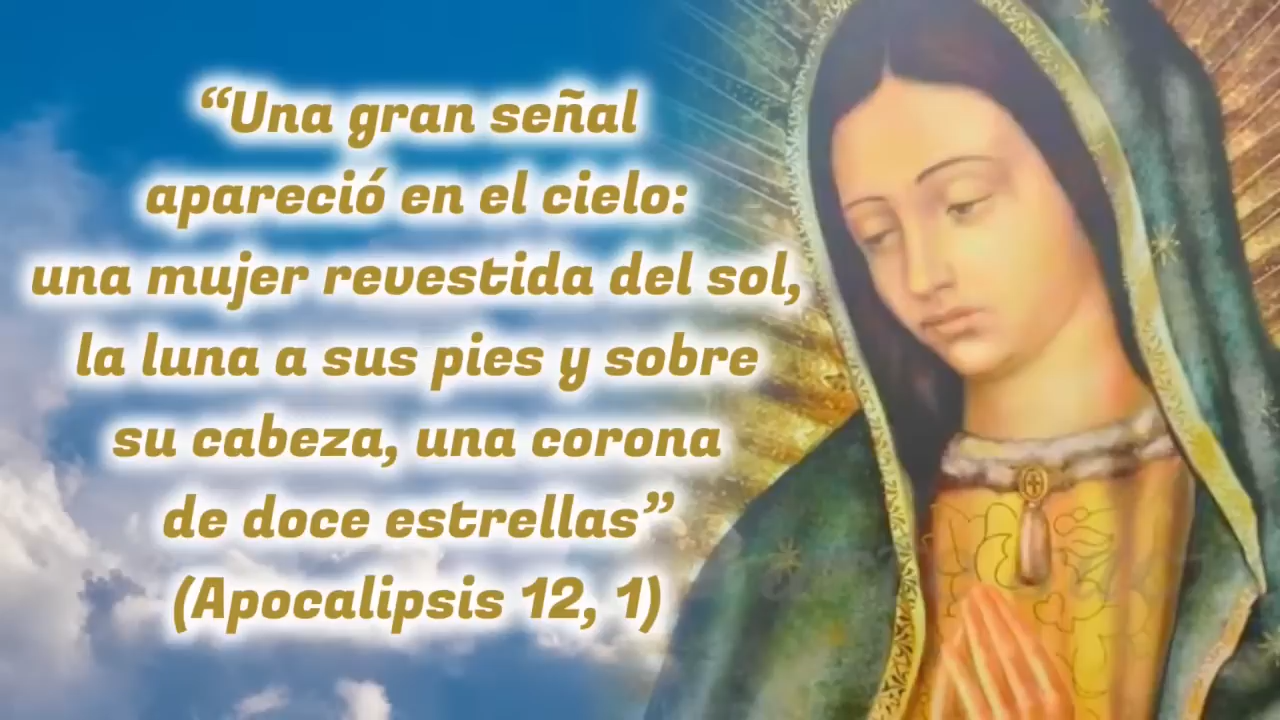 “Una gran señal
apareció en el cielo:
una mujer revestida del sol,
la luna a sus pies y sobre
su cabeza, una corona
de doce estrellas”
(Apocalipsis 12, 1)